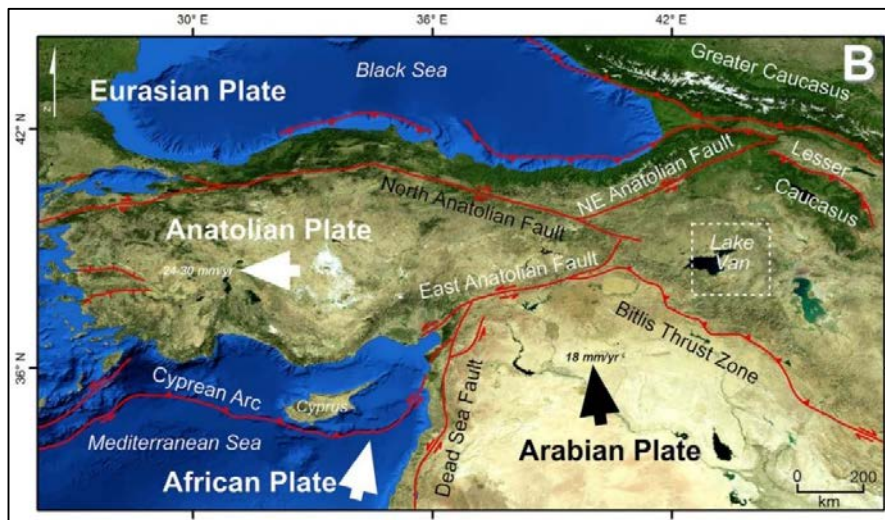 30° E
36° E
42° E
B
Greater Caucasus
Black Sea
Eurasian Plate
42° N
NE Anatolian Fault
Lesser
Caucasus
North Anatolian Fault
Anatolian Plate
24-30 mm/yr
Lake
Van
East Anatolian Fault
Bitlis Thrust Zone
36° N
18 mm/yr
Cyprean Arc
Cyprus
Dead Sea Fault
Mediterranean Sea
Arabian Plate
African Plate
0
200
km